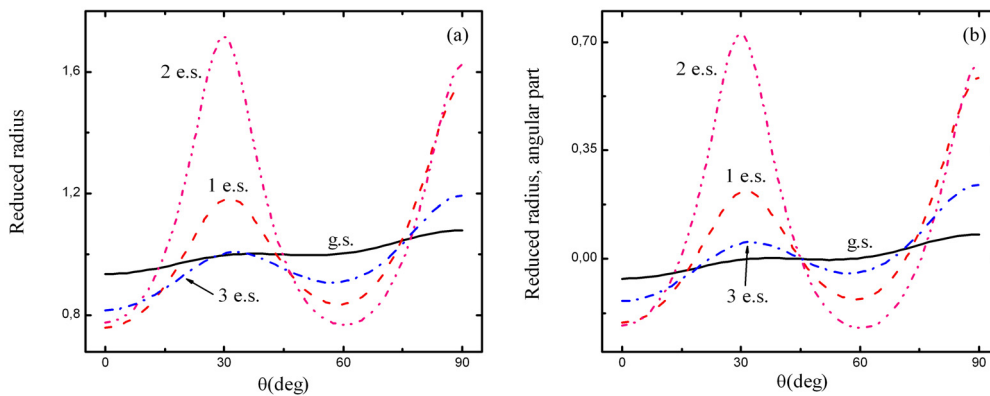 (a)
2 e.s.
1 e.s.
g.s.
3 e.s.
Reduced radius
1,6
1,2
0,8
0
30
60
90
θ(deg)
(b)
2 e.s.
1 e.s.
g.s.
3 e.s.
Reduced radius, angular part
0,70
0,35
0,00
0
30
60
90
θ(deg)